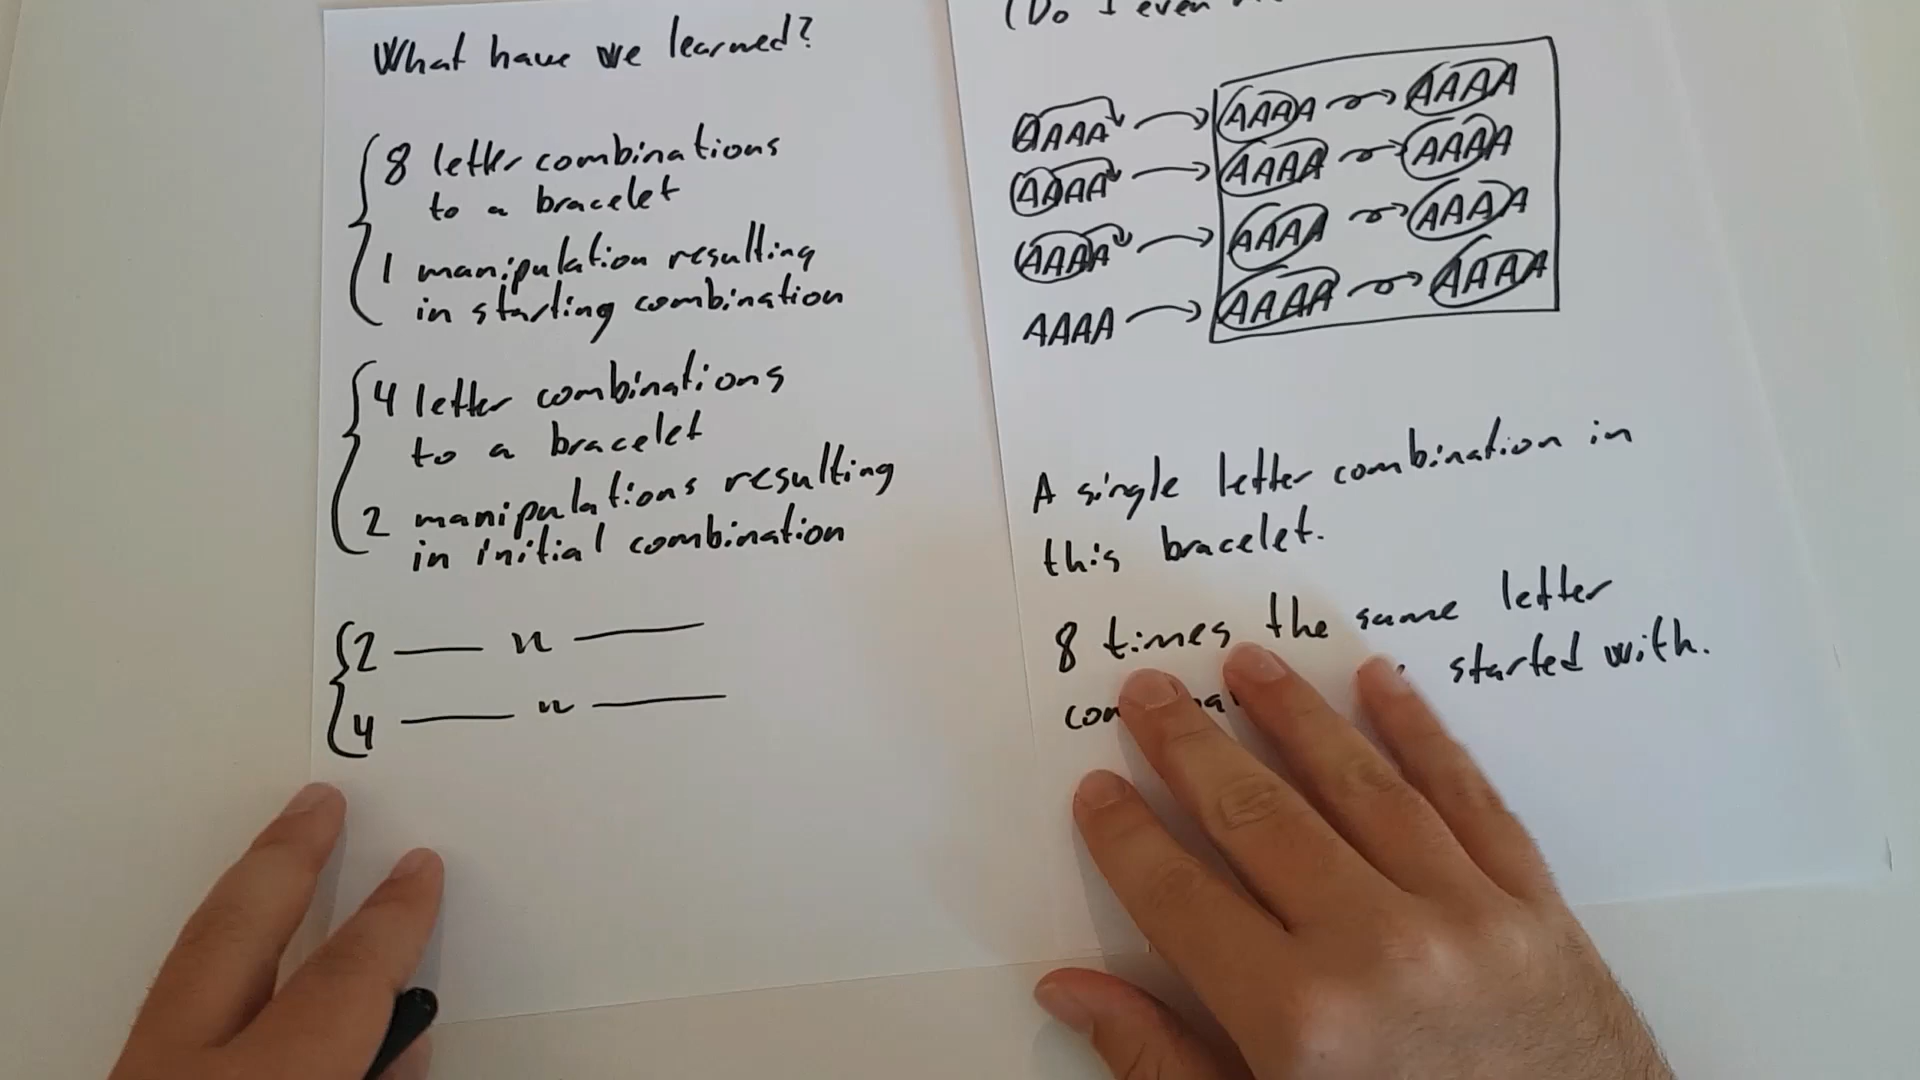 What have we learned?
8 letter combinations
to a bracelet
1 manipulation resulting
in starting combination
4 letter combinations
to a bracelet
2 manipulations resulting
in initial combination
2 — " —
4 — " —
(Do I even
AAAA → AAAA → AAAA
AAAA → AAAA → AAAA
AAAA → AAAA → AAAA
AAAA → AAAA → AAAA
A single letter combination in
this bracelet.
8 times the same letter
started with.